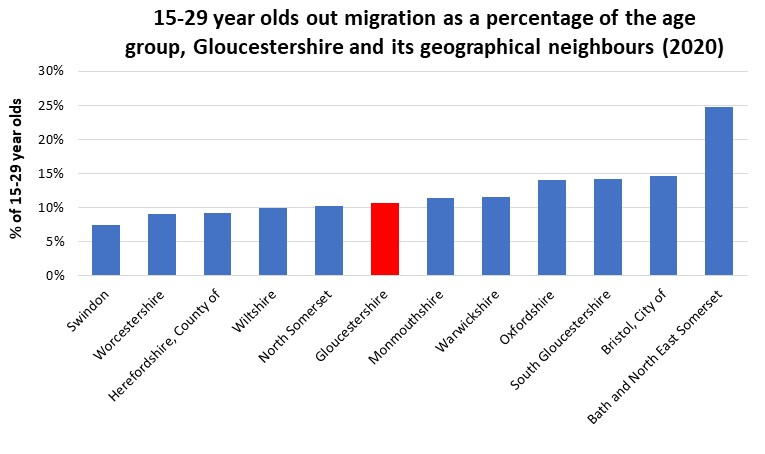 15-29 year olds out migration as a percentage of the age
group, Gloucestershire and its geographical neighbours (2020)
30%
25%
20%
15%
10%
5%
0%
% of 15-29 year olds
Swindon
Worcestershire
Herefordshire, County of
Wiltshire
North Somerset
Gloucestershire
Monmouthshire
Warwickshire
Oxfordshire
South Gloucestershire
Bristol, City of
Bath and North East Somerset